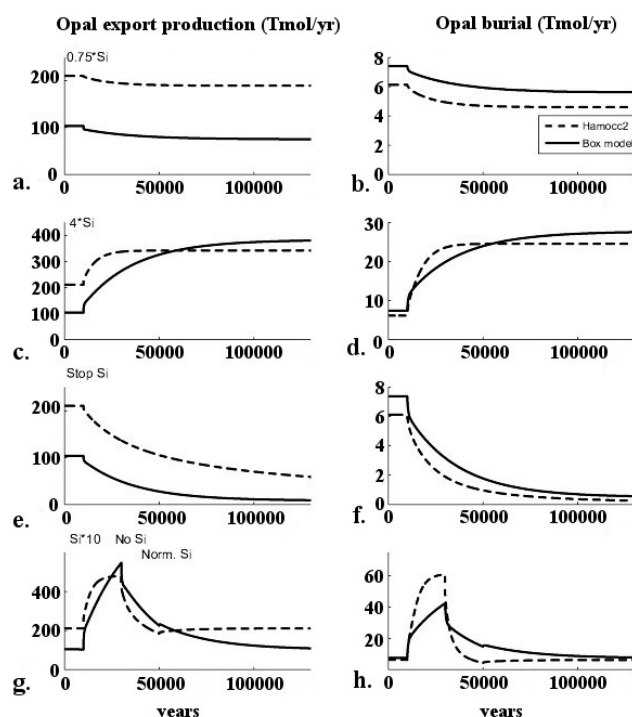 Opal export production (Tmol/yr) Opal burial (Tmol/yr)
0.75*Si
200
100
0
a.
0 50000 100000
8
6
4
2
0
b.
0 50000 100000
Hamocc2
Box model
4*Si
400
300
200
100
0
c.
0 50000 100000
30
20
10
0
d.
0 50000 100000
Stop Si
200
100
0
e.
0 50000 100000
8
6
4
2
0
f.
0 50000 100000
Si*10 No Si
Norm. Si
400
200
0
g.
0 50000 100000
years
60
40
20
0
h.
0 50000 100000
years